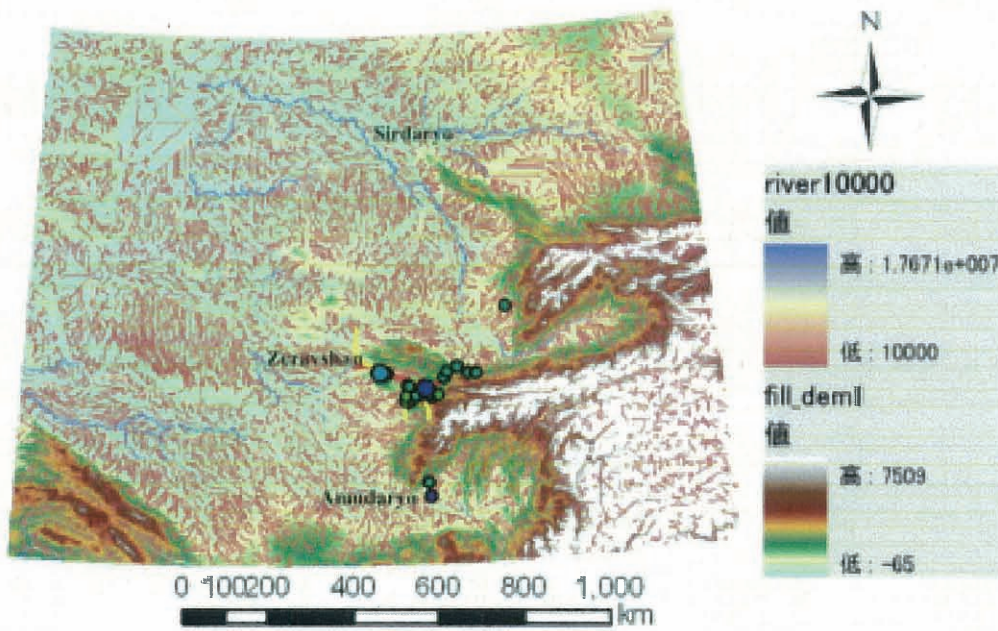 N
Sirdaryo
Zeravshan
Amudaryo
river10000
値
高 : 1.7671e+007
低 : 10000
fill_deml
値
高 : 7509
低 : -65
0 100200 400 600 800 1,000
km